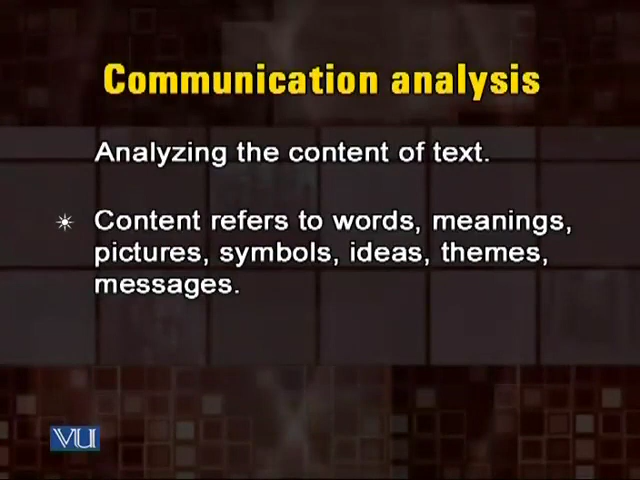 Communication analysis
Analyzing the content of text.
Content refers to words, meanings,
pictures, symbols, ideas, themes,
messages.
VU